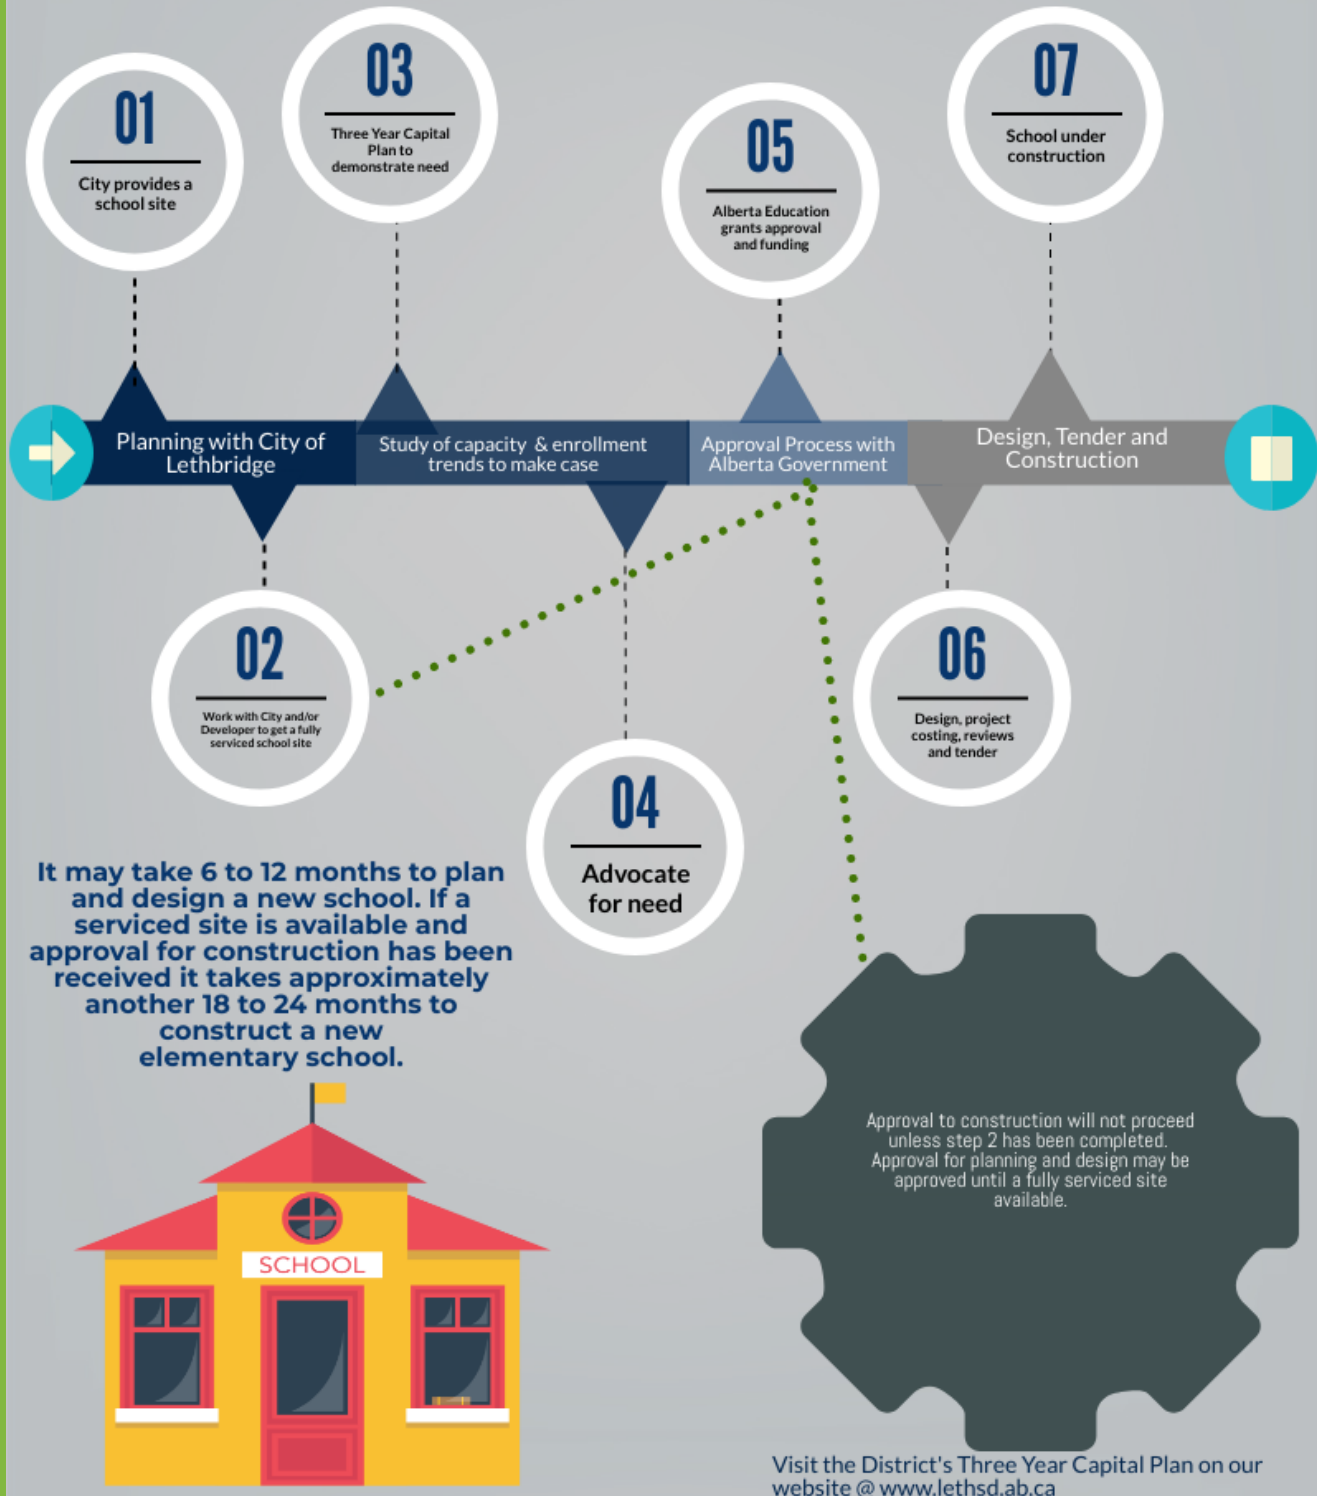 01
City provides a
school site
03
Three Year Capital
Plan to
demonstrate need
05
Alberta Education
grants approval
and funding
07
School under
construction
Planning with City of
Lethbridge
Study of capacity & enrollment
trends to make case
Approval Process with
Alberta Government
Design, Tender and
Construction
02
Work with City and/or
Developer to get a fully
serviced school site
04
Advocate
for need
06
Design, project
costing, reviews
and tender
It may take 6 to 12 months to plan
and design a new school. If a
serviced site is available and
approval for construction has been
received it takes approximately
another 18 to 24 months to
construct a new
elementary school.
SCHOOL
Approval to construction will not proceed
unless step 2 has been completed.
Approval for planning and design may be
approved until a fully serviced site
available.
Visit the District's Three Year Capital Plan on our
website @ www.lethsd.ab.ca